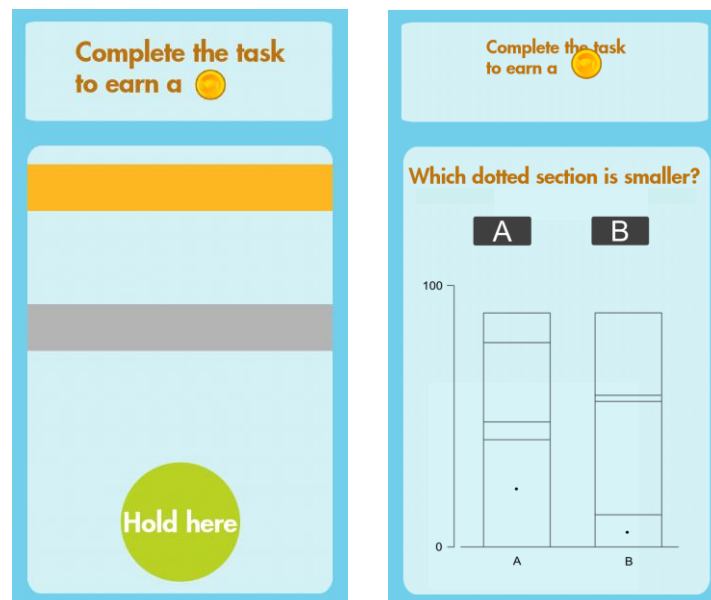 Complete the task
to earn a
Hold here
Complete the task
to earn a
Which dotted section is smaller?
A B
100
0
A B